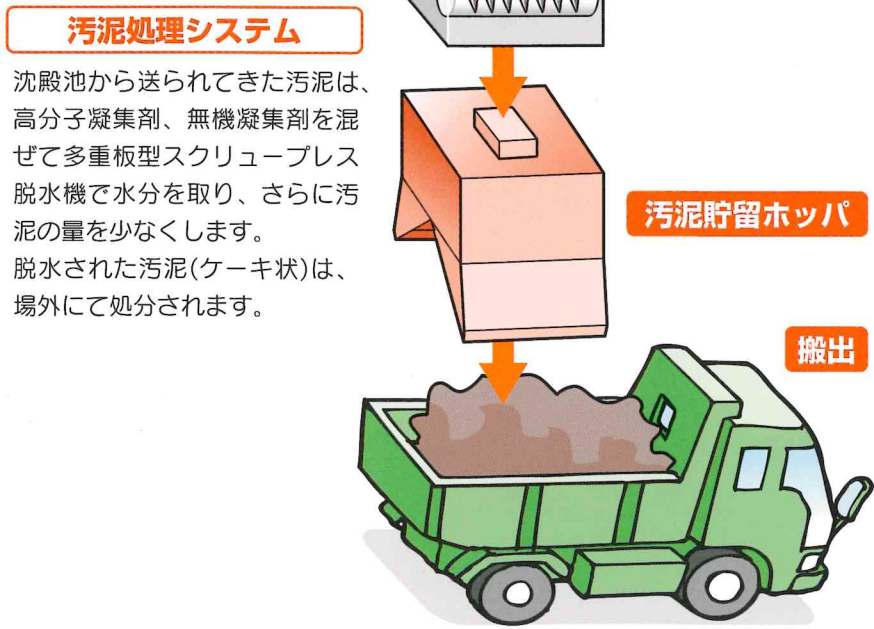 汚泥処理システム
沈殿池から送られてきた汚泥は、
高分子凝集剤、無機凝集剤を混
ぜて多重板型スクリュープレス
脱水機で水分を取り、さらに汚
泥の量を少なくします。
脱水された汚泥(ケーキ状)は、
場外にて処分されます。
汚泥貯留ホッパ
搬出